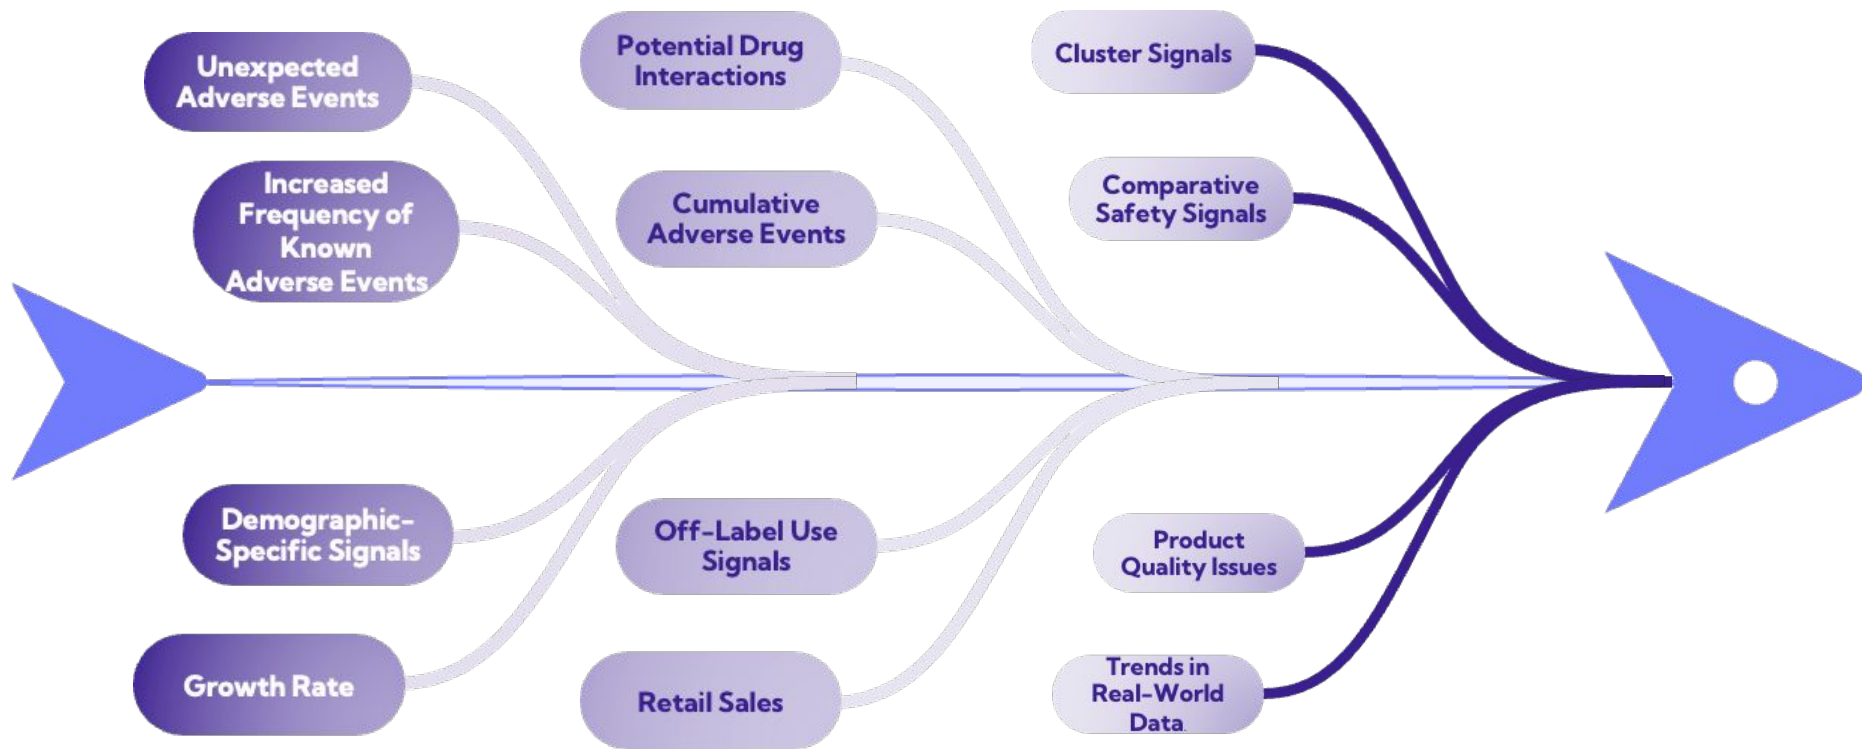 Unexpected
Adverse Events
Increased
Frequency of
Known
Adverse Events
Potential Drug
Interactions
Cumulative
Adverse Events
Cluster Signals
Comparative
Safety Signals
Demographic-
Specific Signals
Growth Rate
Off-Label Use
Signals
Retail Sales
Product
Quality Issues
Trends in
Real-World
Data.